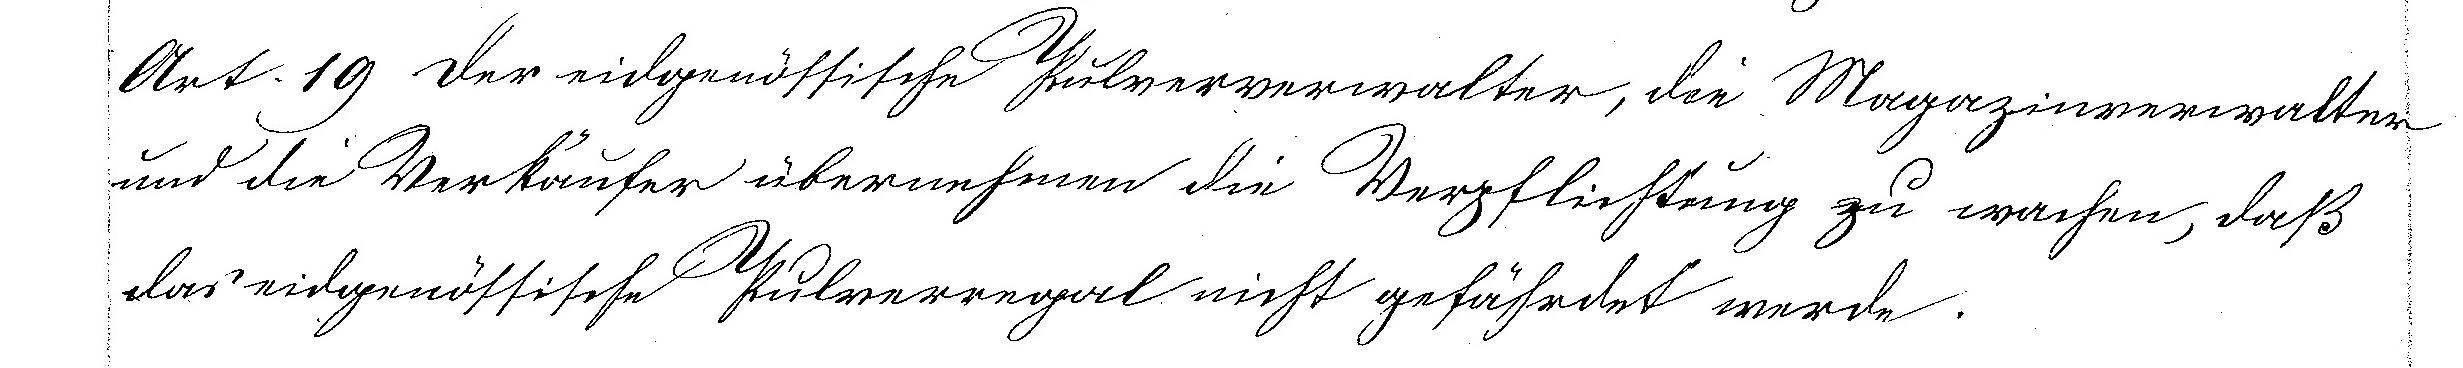 Art. 19 Der eidgenössische Pulververwalter, die Magazinverwalter
und die Verkäufer übernehmen die Verpflichtung zu wachen, daß
das eidgenössische Pulverregal nicht gefährdet werde.